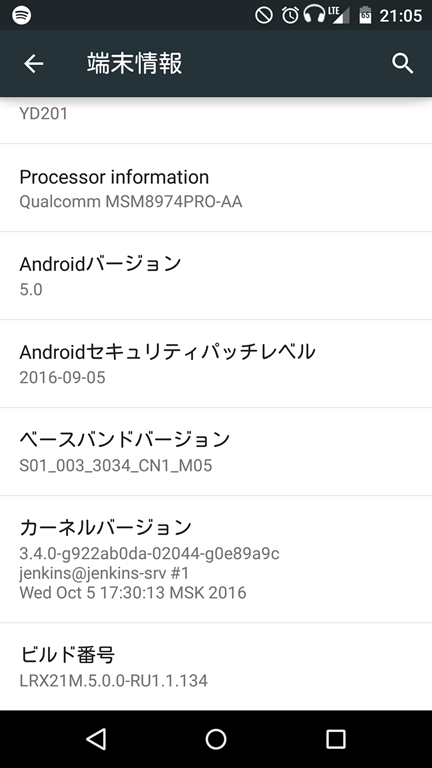 LTE 65 21:05
端末情報
YD201
Processor information
Qualcomm MSM8974PRO-AA
Androidバージョン
5.0
Androidセキュリティパッチレベル
2016-09-05
ベースバンドバージョン
S01_003_3034_CN1_M05
カーネルバージョン
3.4.0-g922ab0da-02044-g0e89a9c
jenkins@jenkins-srv #1
Wed Oct 5 17:30:13 MSK 2016
ビルド番号
LRX21M.5.0.0-RU1.1.134